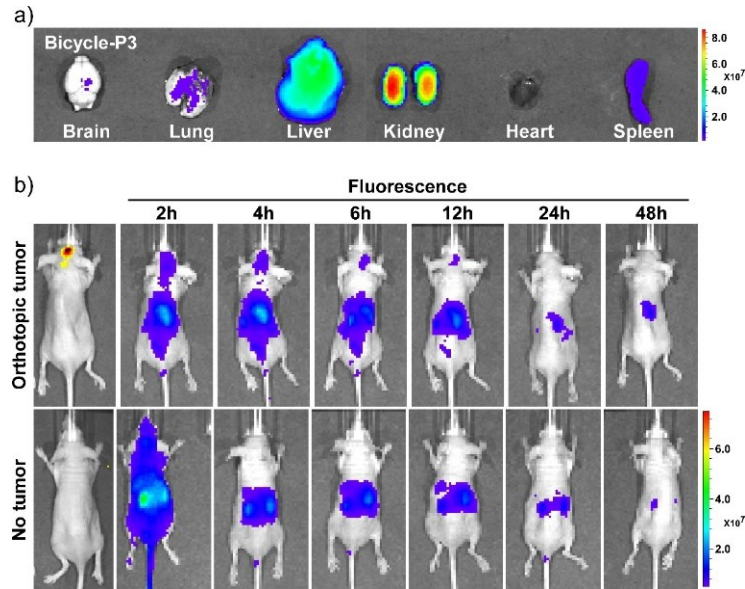 a)
Bicycle-P3
Brain Lung Liver Kidney Heart Spleen
8.0
6.0
X10⁷
4.0
2.0
b)
Fluorescence
2h 4h 6h 12h 24h 48h
Orthotopic tumor
No tumor
6.0
4.0
X10⁷
2.0